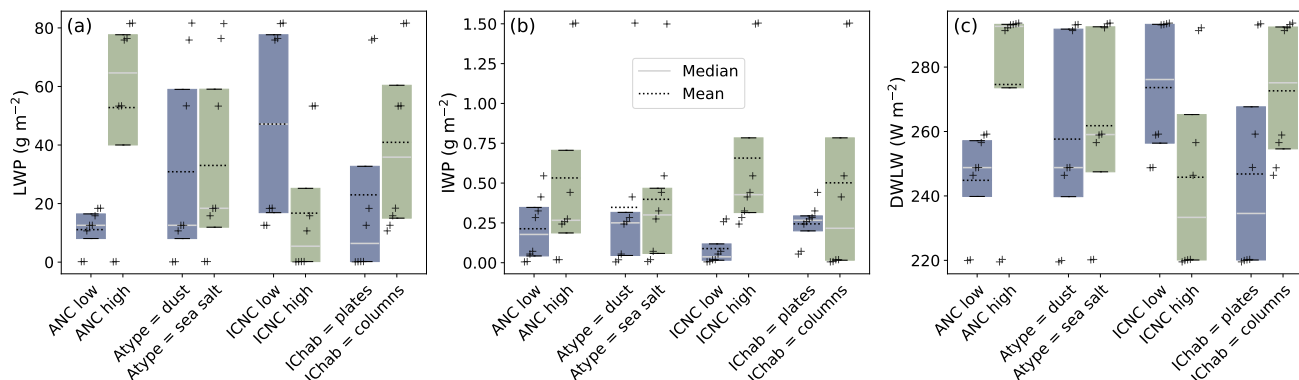 (a)
LWP (g m⁻²)
80
60
40
20
0
ANC low
ANC high
Atype = dust
Atype = sea salt
ICNC low
ICNC high
IChab = plates
IChab = columns
(b)
IWP (g m⁻²)
1.50
1.25
1.00
0.75
0.50
0.25
0.00
Median
Mean
ANC low
ANC high
Atype = dust
Atype = sea salt
ICNC low
ICNC high
IChab = plates
IChab = columns
(c)
DWLW (W m⁻²)
280
260
240
220
ANC low
ANC high
Atype = dust
Atype = sea salt
ICNC low
ICNC high
IChab = plates
IChab = columns